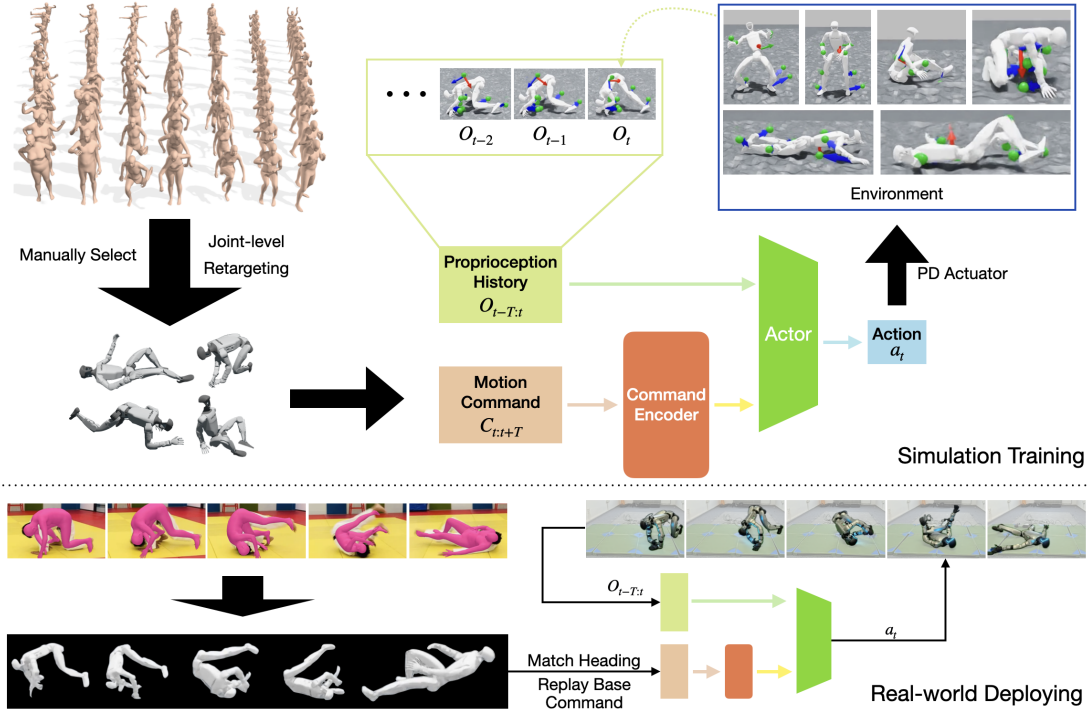 • • •
O_{t-2}
O_{t-1}
O_t
Environment
Manually Select
Joint-level
Retargeting
Proprioception
History
O_{t-T:t}
PD Actuator
Actor
Action
a_t
Motion
Command
C_{t:t+T}
Command
Encoder
Simulation Training
O_{t-T:t}
a_t
Match Heading
Replay Base
Command
Real-world Deploying